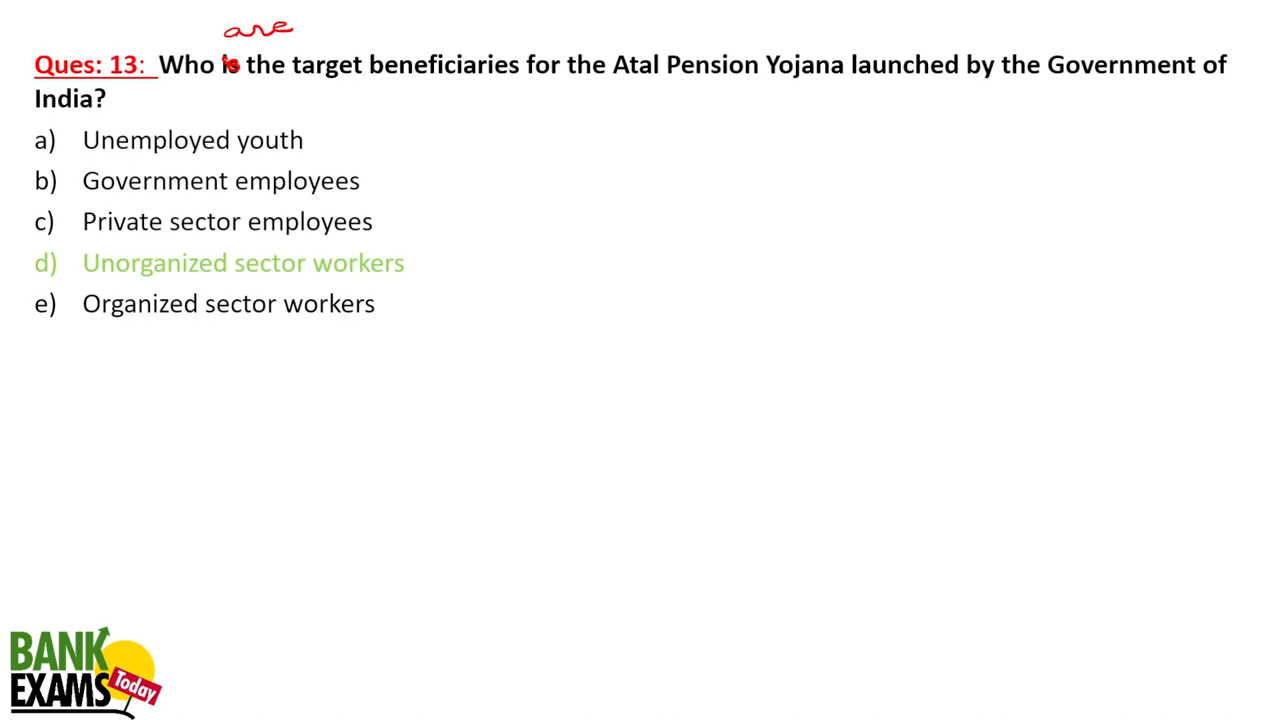 are
Ques: 13: Who is the target beneficiaries for the Atal Pension Yojana launched by the Government of
India?
a) Unemployed youth
b) Government employees
c) Private sector employees
d) Unorganized sector workers
e) Organized sector workers
BANK
EXAMS
Today